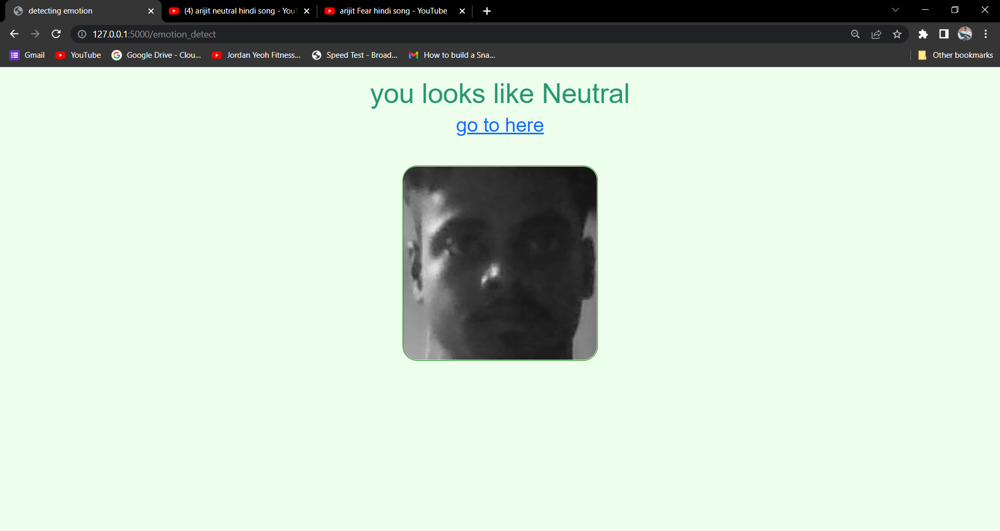 detecting emotion
(4) arijit neutral hindi song - YouT
arijit Fear hindi song - YouTube
127.0.0.1:5000/emotion_detect
Gmail
YouTube
Google Drive - Clou...
Jordan Yeoh Fitness...
Speed Test - Broad...
How to build a Sna...
Other bookmarks
you looks like Neutral
go to here